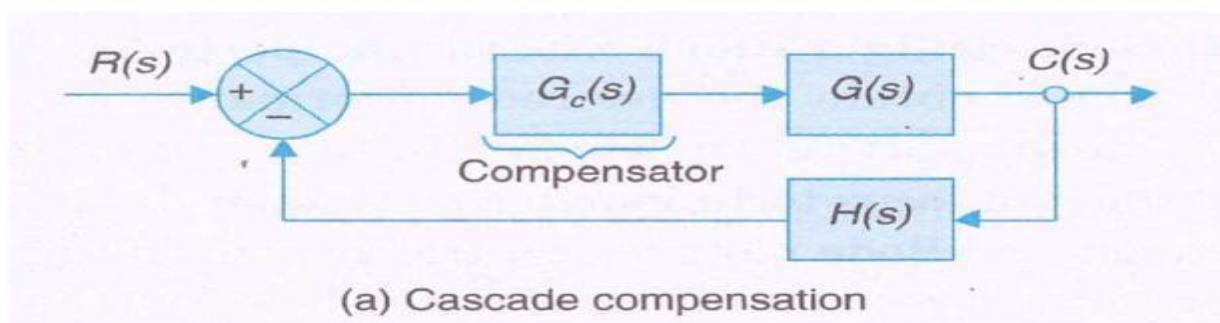 R(s)
+
−
G_c(s)
G(s)
C(s)
Compensator
H(s)
(a) Cascade compensation